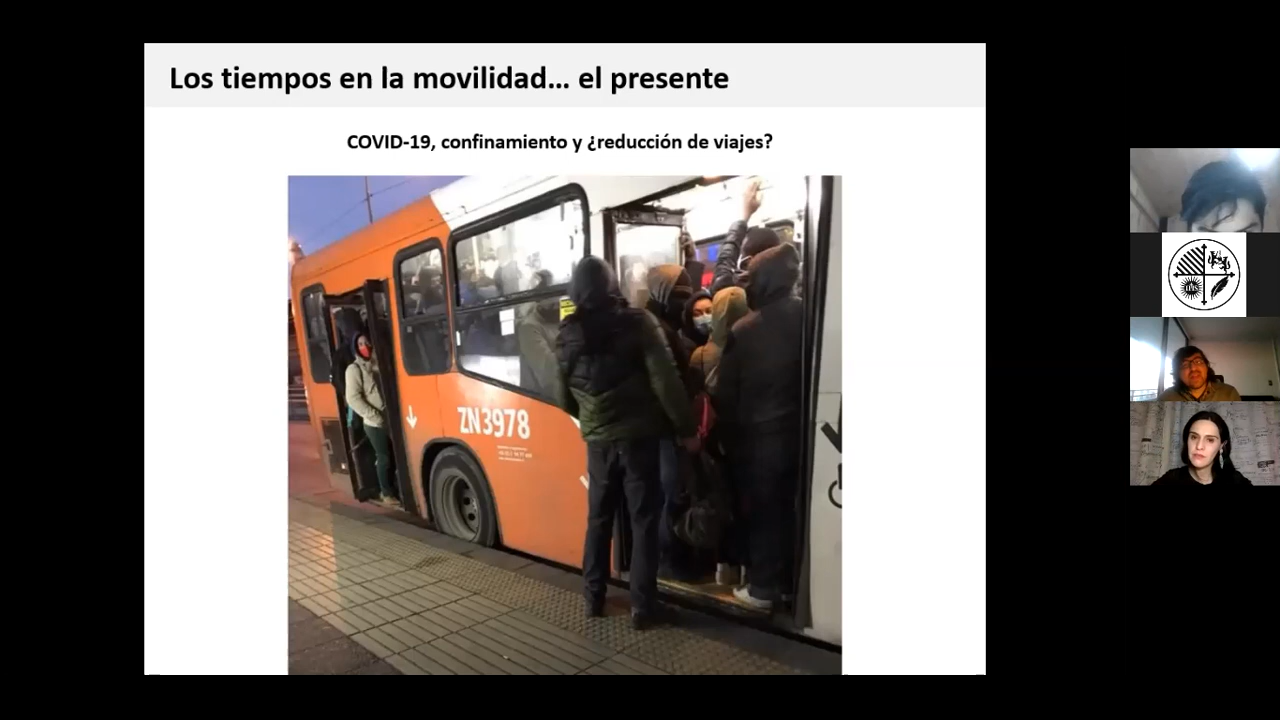 Los tiempos en la movilidad... el presente
COVID-19, confinamiento y ¿reducción de viajes?
ZN3978